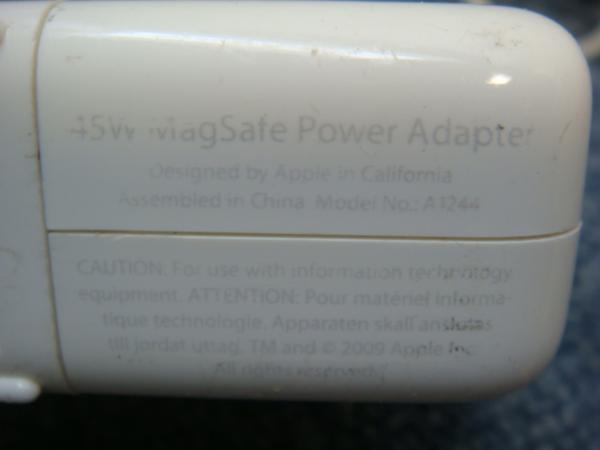 45W MagSafe Power Adapter
Designed by Apple in California
Assembled in China Model No.: A1244
CAUTION: For use with information technology
equipment. ATTENTION: Pour matériel informa-
tique technologie. Apparaten skall anslutas
till jordat uttag. TM and © 2009 Apple Inc.
All rights reserved.